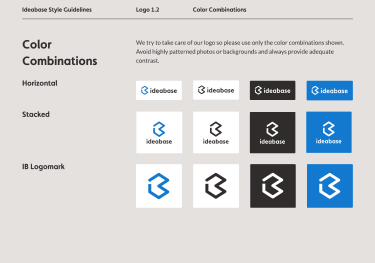 Ideabase Style Guidelines
Logo 1.2
Color Combinations
Color
Combinations
We try to take care of our logo so please use only the color combinations shown.
Avoid highly patterned photos or backgrounds and always provide adequate
contrast.
Horizontal
ideabase
ideabase
ideabase
ideabase
Stacked
ideabase
ideabase
ideabase
ideabase
IB Logomark